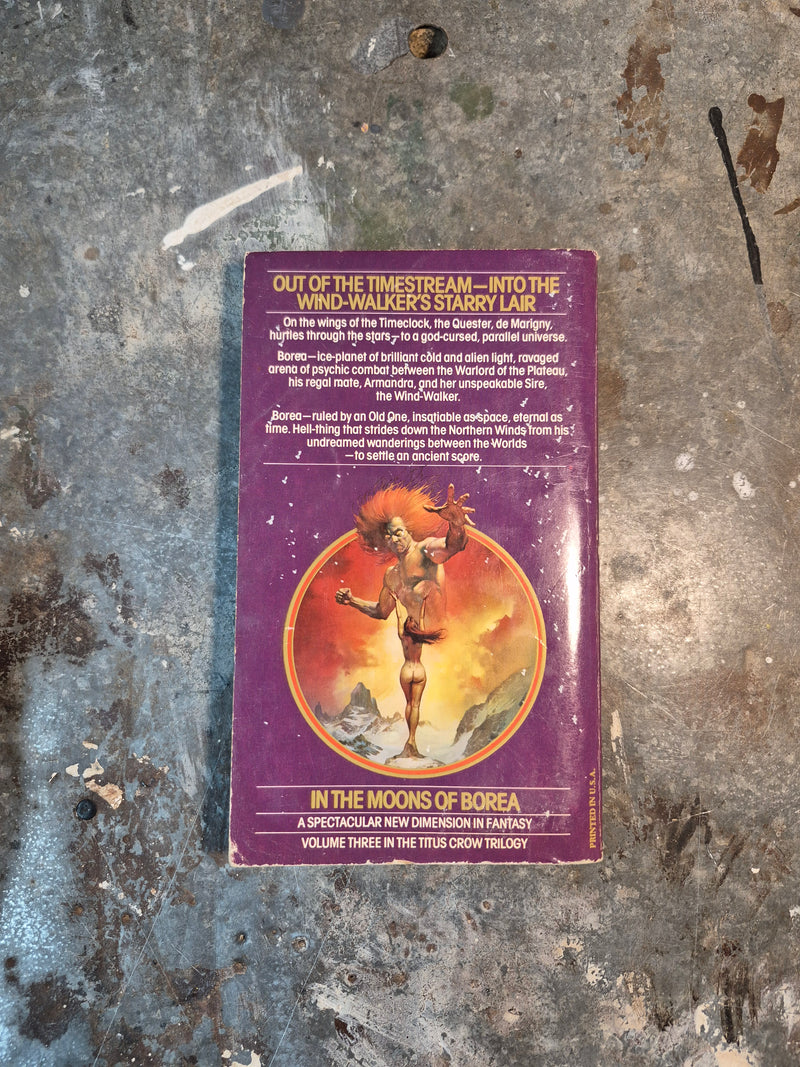 OUT OF THE TIMESTREAM—INTO THE
WIND-WALKER'S STARRY LAIR
On the wings of the Timeclock, the Quester, de Marigny,
hurtles through the stars—to a god-cursed, parallel universe.
Borea—ice-planet of brilliant cold and alien light, ravaged
arena of psychic combat between the Warlord of the Plateau,
his regal mate, Armandra, and her unspeakable Sire,
the Wind-Walker.
Borea—ruled by an Old One, insatiable as space, eternal as
time. Hell-thing that strides down the Northern Winds from his
undreamed wanderings between the Worlds
—to settle an ancient score.
IN THE MOONS OF BOREA
A SPECTACULAR NEW DIMENSION IN FANTASY
VOLUME THREE IN THE TITUS CROW TRILOGY
PRINTED IN U.S.A.